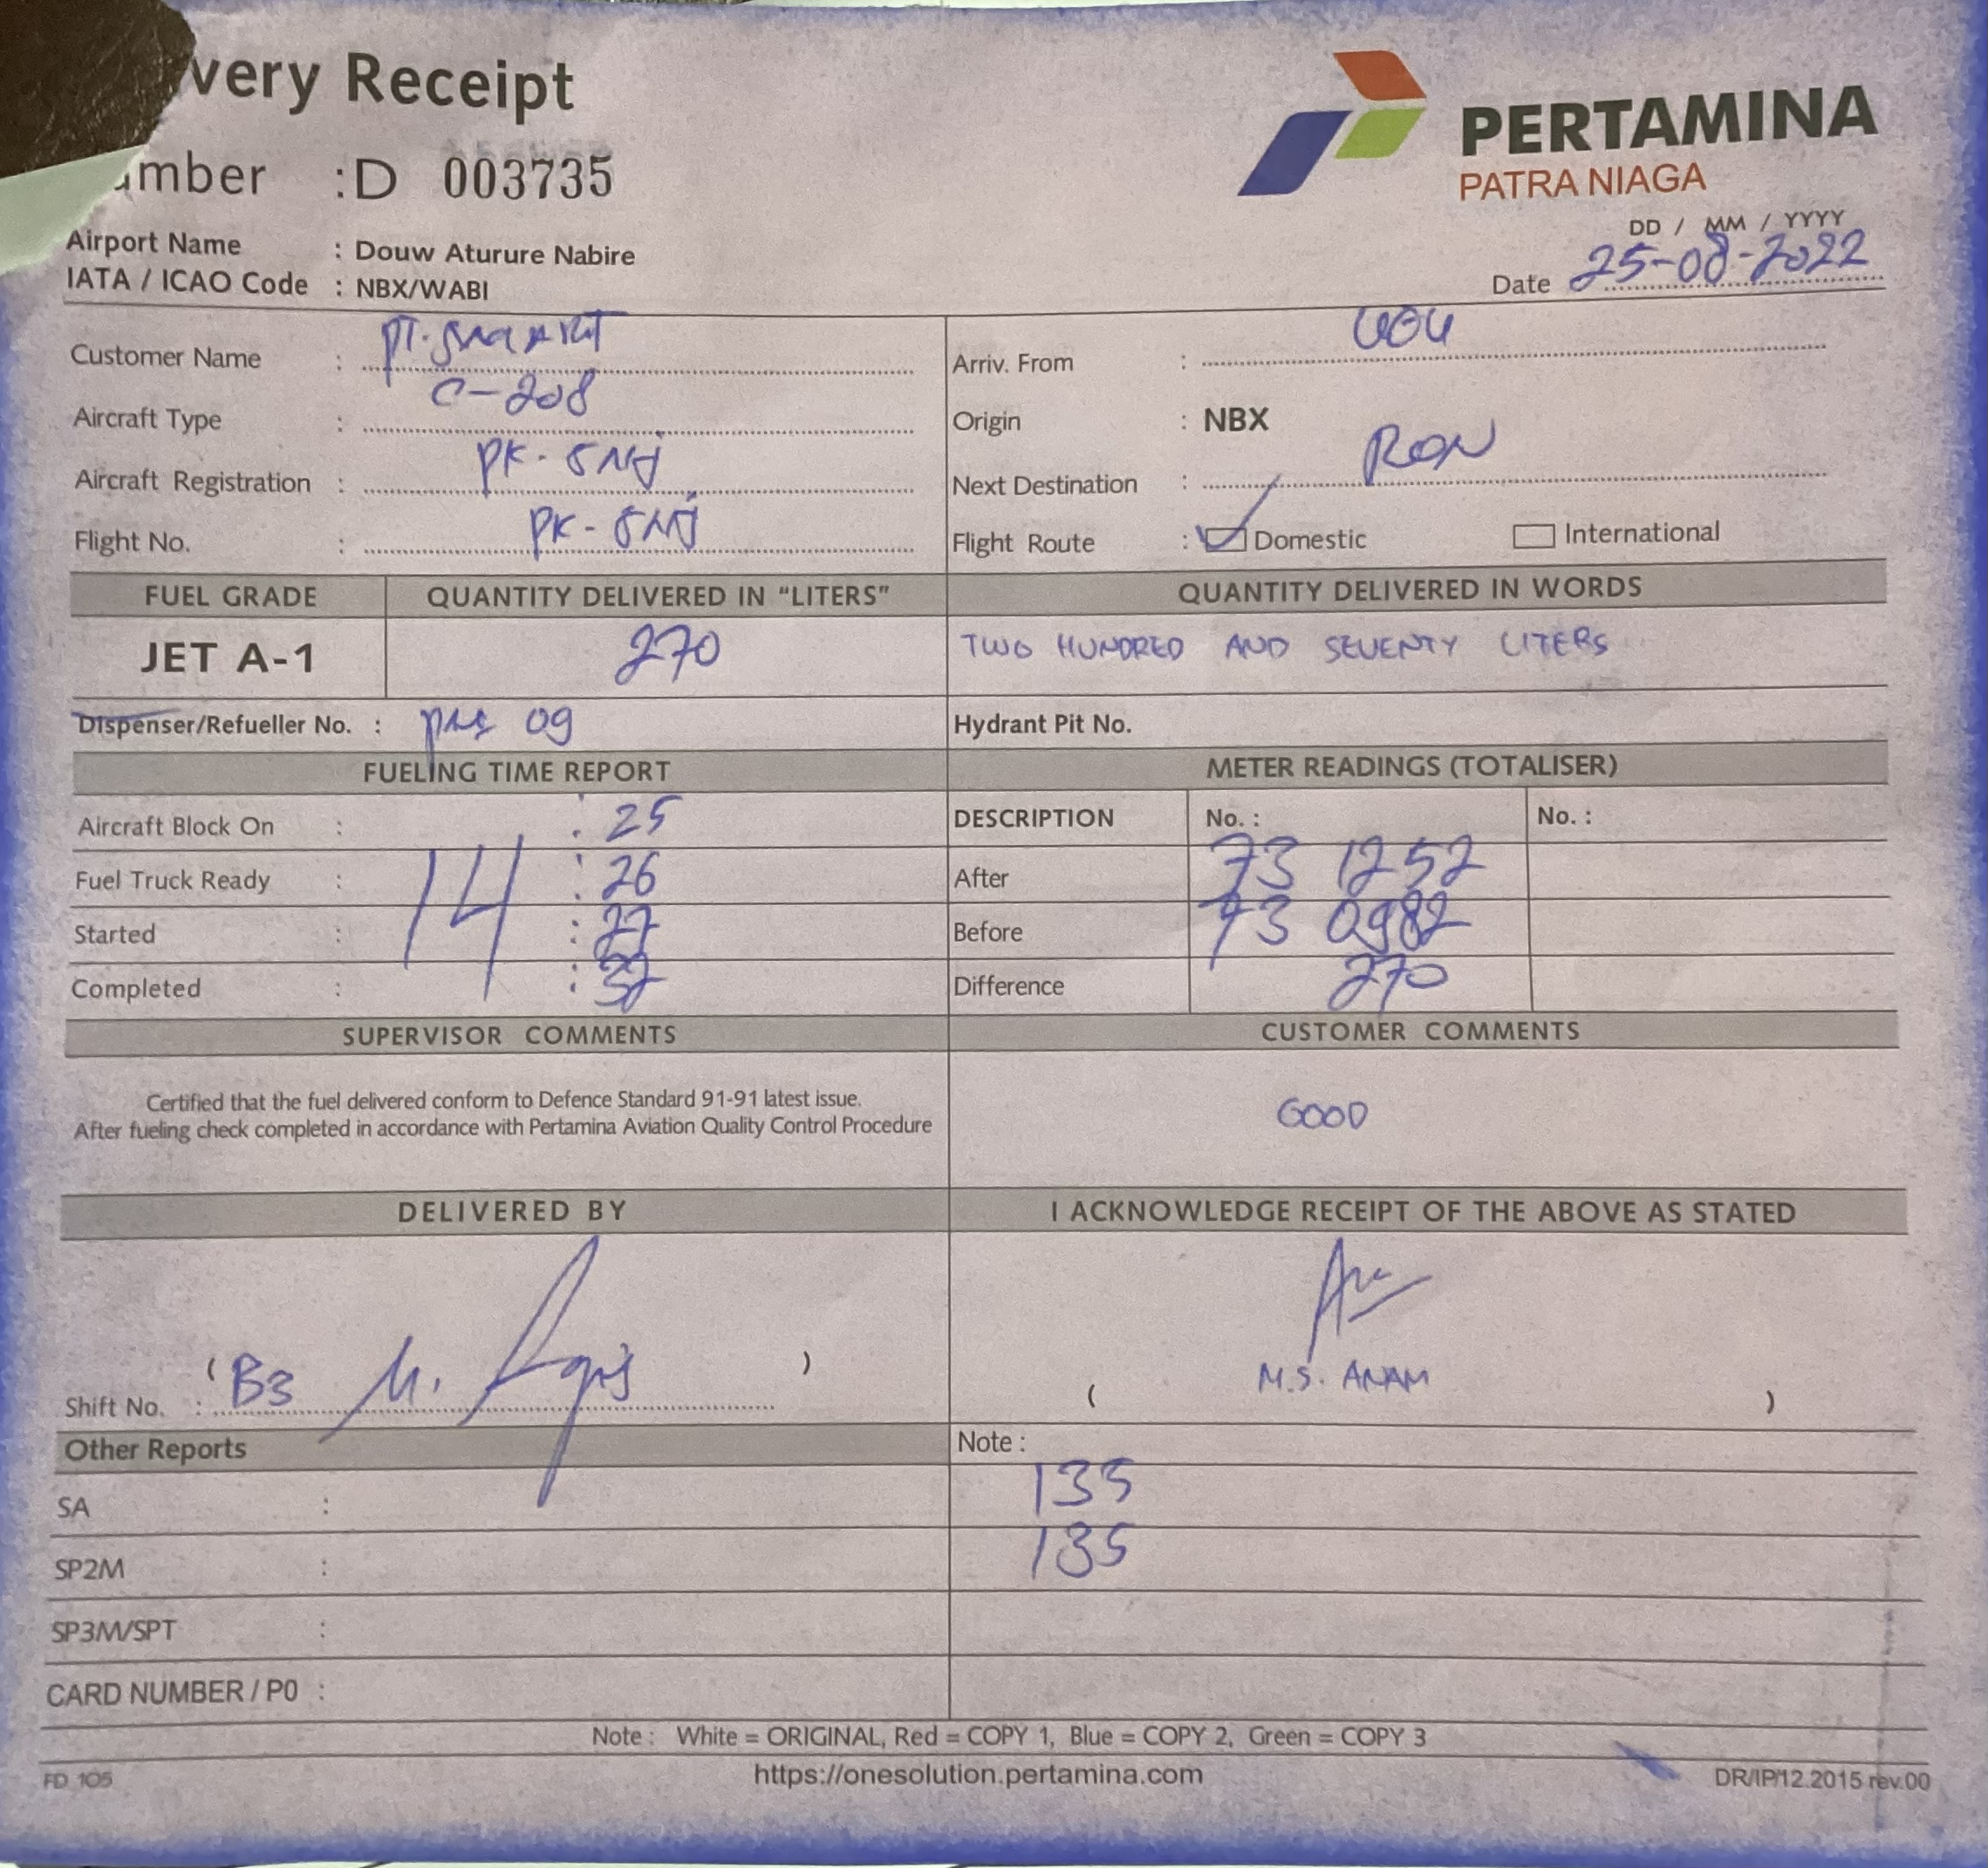 very Receipt
mber : D 003735
PERTAMINA
PATRA NIAGA
Airport Name : Douw Aturure Nabire
IATA / ICAO Code : NBX/WABI
DD / MM / YYYY
Date 25-08-2022
Customer Name : PT.
Arriv. From :
Aircraft Type : C-208
Origin : NBX
Aircraft Registration : PK-SNJ
Next Destination : RON
Flight No. : PK-SNJ
Flight Route : Domestic International
FUEL GRADE QUANTITY DELIVERED IN "LITERS" QUANTITY DELIVERED IN WORDS
JET A-1 270 TWO HUNDRED AND SEVENTY LITERS
Dispenser/Refueller No. : 09 Hydrant Pit No.
FUELING TIME REPORT METER READINGS (TOTALISER)
Aircraft Block On : : 25 DESCRIPTION No. : No. :
Fuel Truck Ready : 14 : 26 After 73 1252
Started : : 27 Before 73 0982
Completed : : 32 Difference 270
SUPERVISOR COMMENTS CUSTOMER COMMENTS
Certified that the fuel delivered conform to Defence Standard 91-91 latest issue.
After fueling check completed in accordance with Pertamina Aviation Quality Control Procedure
GOOD
DELIVERED BY I ACKNOWLEDGE RECEIPT OF THE ABOVE AS STATED
Shift No. : ( B3 M. )
( M.S. ANAM )
Other Reports Note :
SA : 135
SP2M : 135
SP3M/SPT :
CARD NUMBER / P0 :
Note : White = ORIGINAL, Red = COPY 1, Blue = COPY 2, Green = COPY 3
FD 105 https://onesolution.pertamina.com DR/IP/12.2015 rev.00